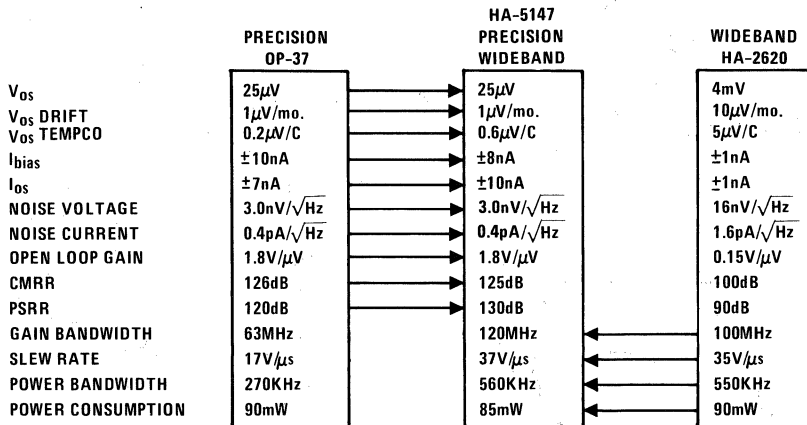 HA-5147
PRECISION PRECISION WIDEBAND
OP-37 WIDEBAND HA-2620
V_os 25μV 25μV 4mV
V_os DRIFT 1μV/mo. 1μV/mo. 10μV/mo.
V_os TEMPCO 0.2μV/C 0.6μV/C 5μV/C
I_bias ±10nA ±8nA ±1nA
I_os ±7nA ±10nA ±1nA
NOISE VOLTAGE 3.0nV/√Hz 3.0nV/√Hz 16nV/√Hz
NOISE CURRENT 0.4pA/√Hz 0.4pA/√Hz 1.6pA/√Hz
OPEN LOOP GAIN 1.8V/μV 1.8V/μV 0.15V/μV
CMRR 126dB 125dB 100dB
PSRR 120dB 130dB 90dB
GAIN BANDWIDTH 63MHz 120MHz 100MHz
SLEW RATE 17V/μs 37V/μs 35V/μs
POWER BANDWIDTH 270KHz 560KHz 550KHz
POWER CONSUMPTION 90mW 85mW 90mW